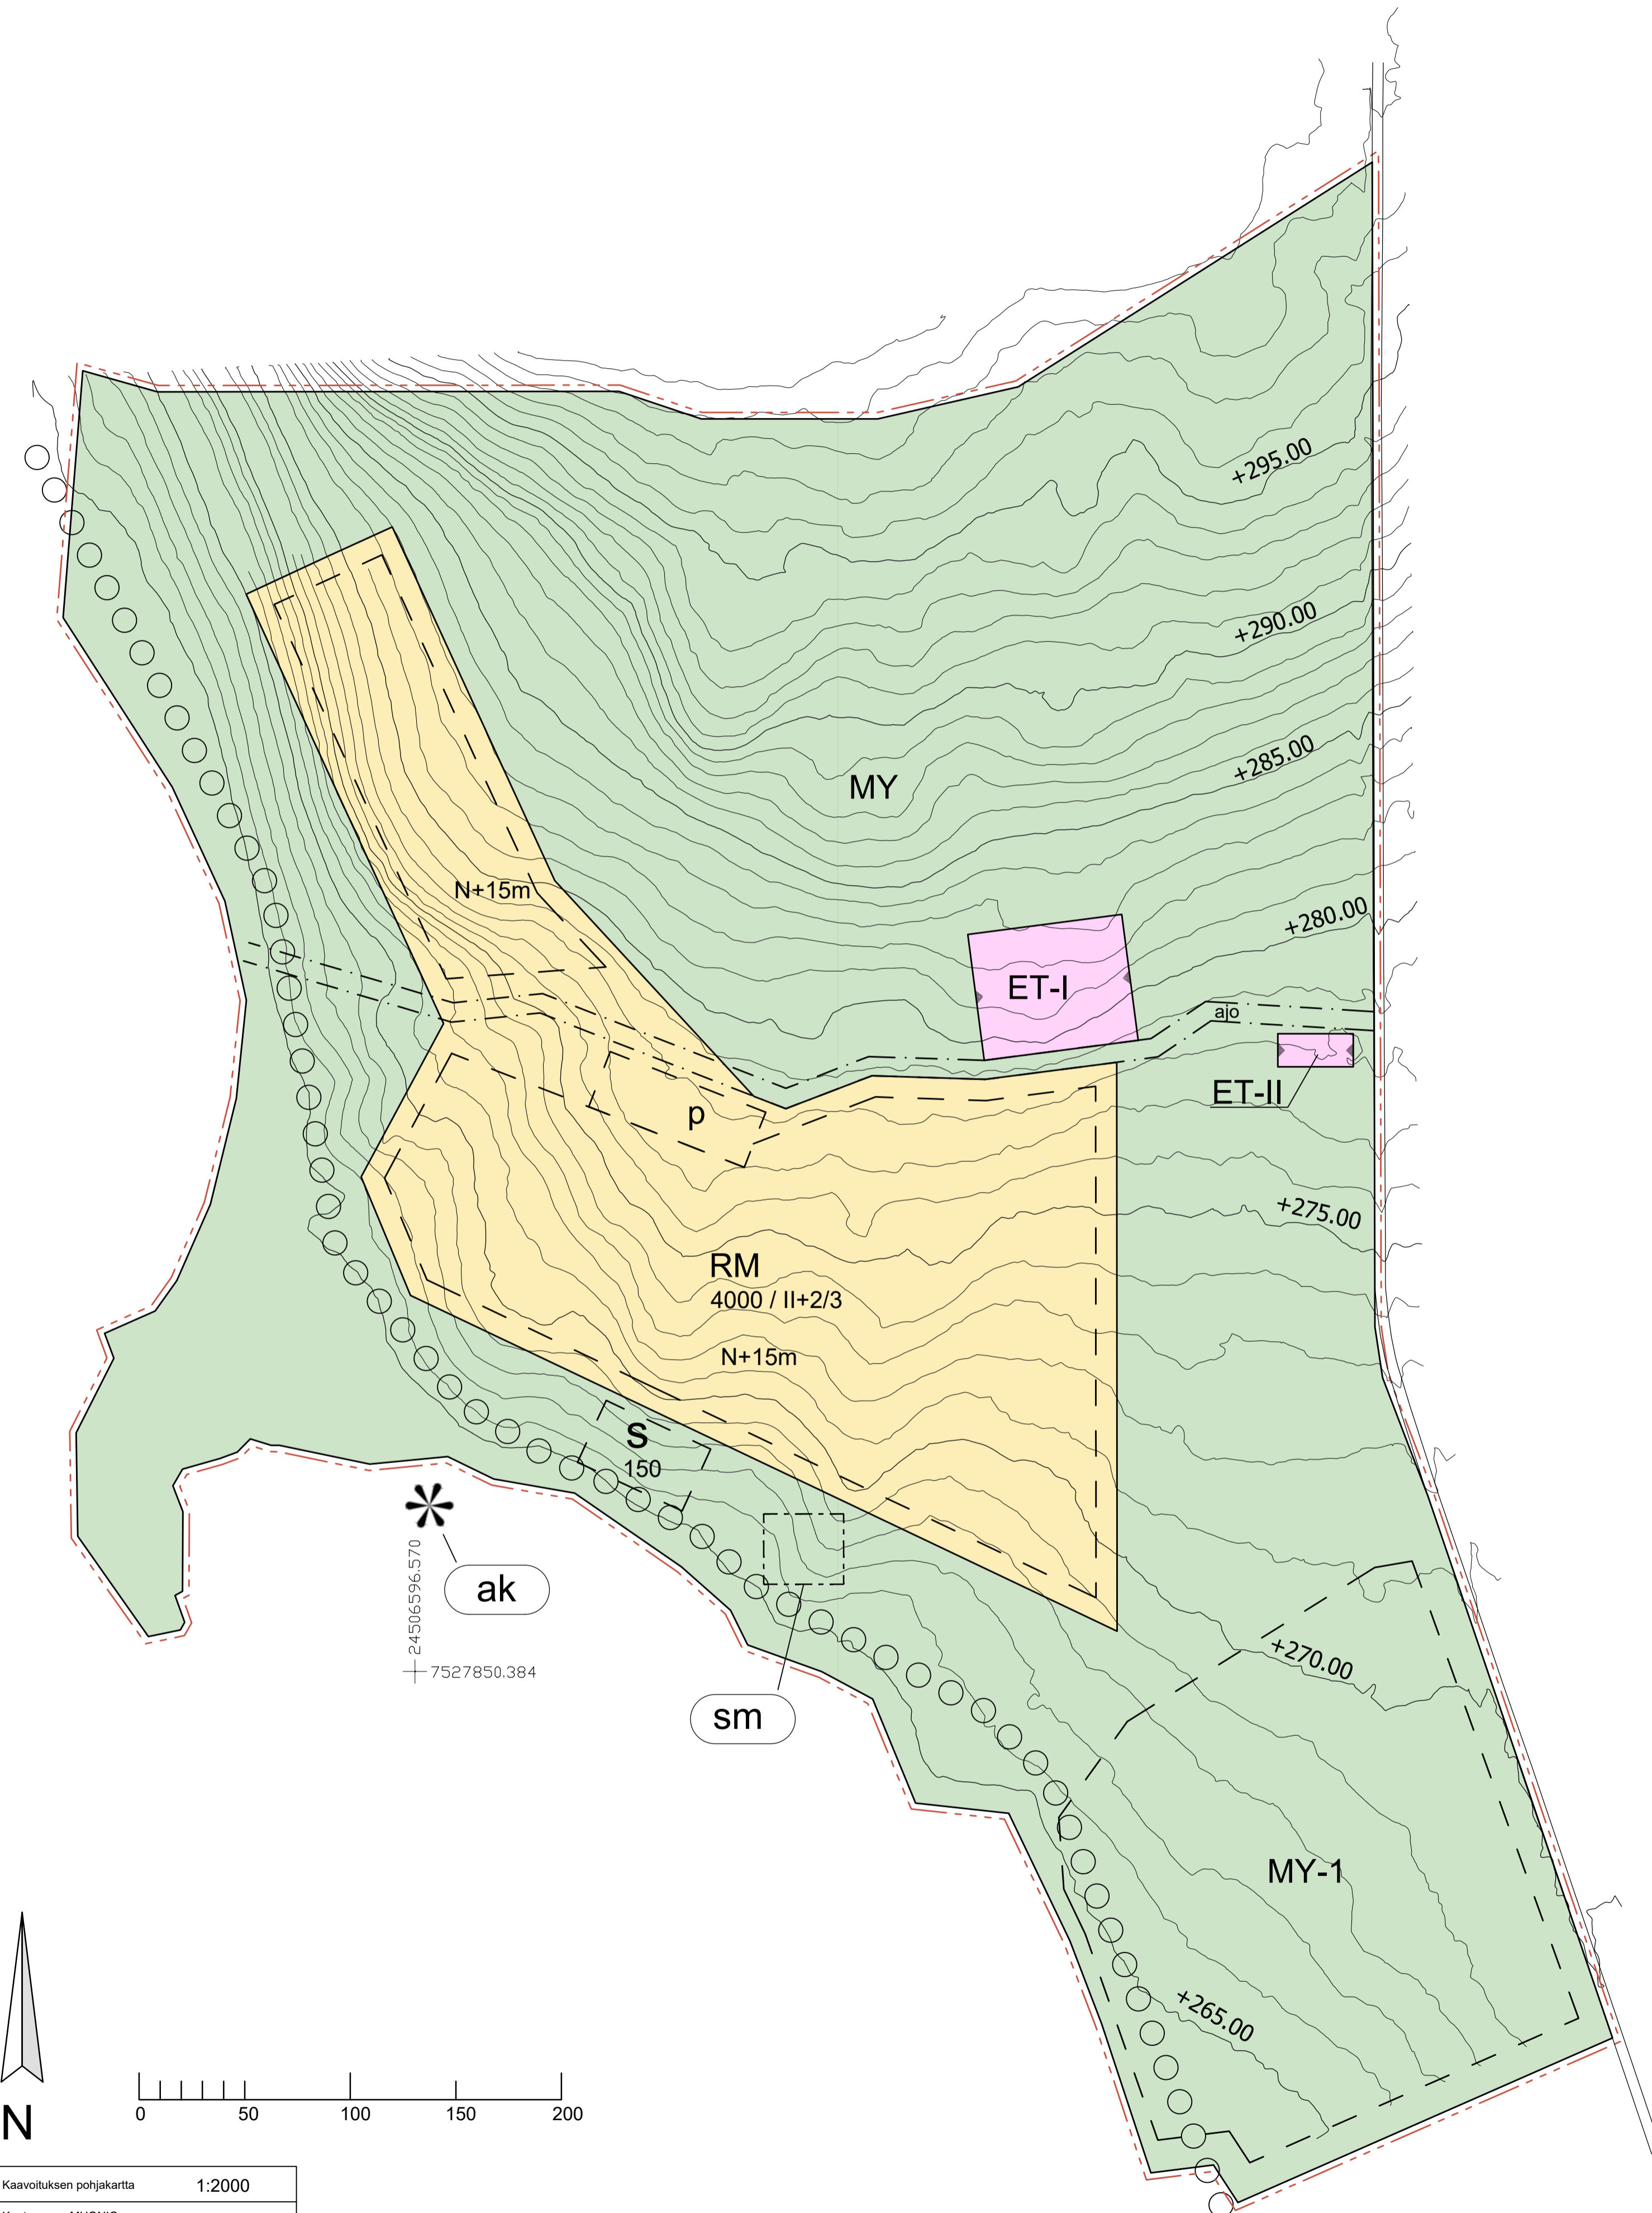 +295.00
+290.00
+285.00
MY
N+15m
+280.00
ET-I
ajo
ET-II
p
+275.00
RM
4000 / II+2/3
N+15m
s
150
ak
24506596.570
7527850.384
+270.00
sm
MY-1
+265.00
N
0 50 100 150 200
Kaavoituksen pohjakartta 1:2000